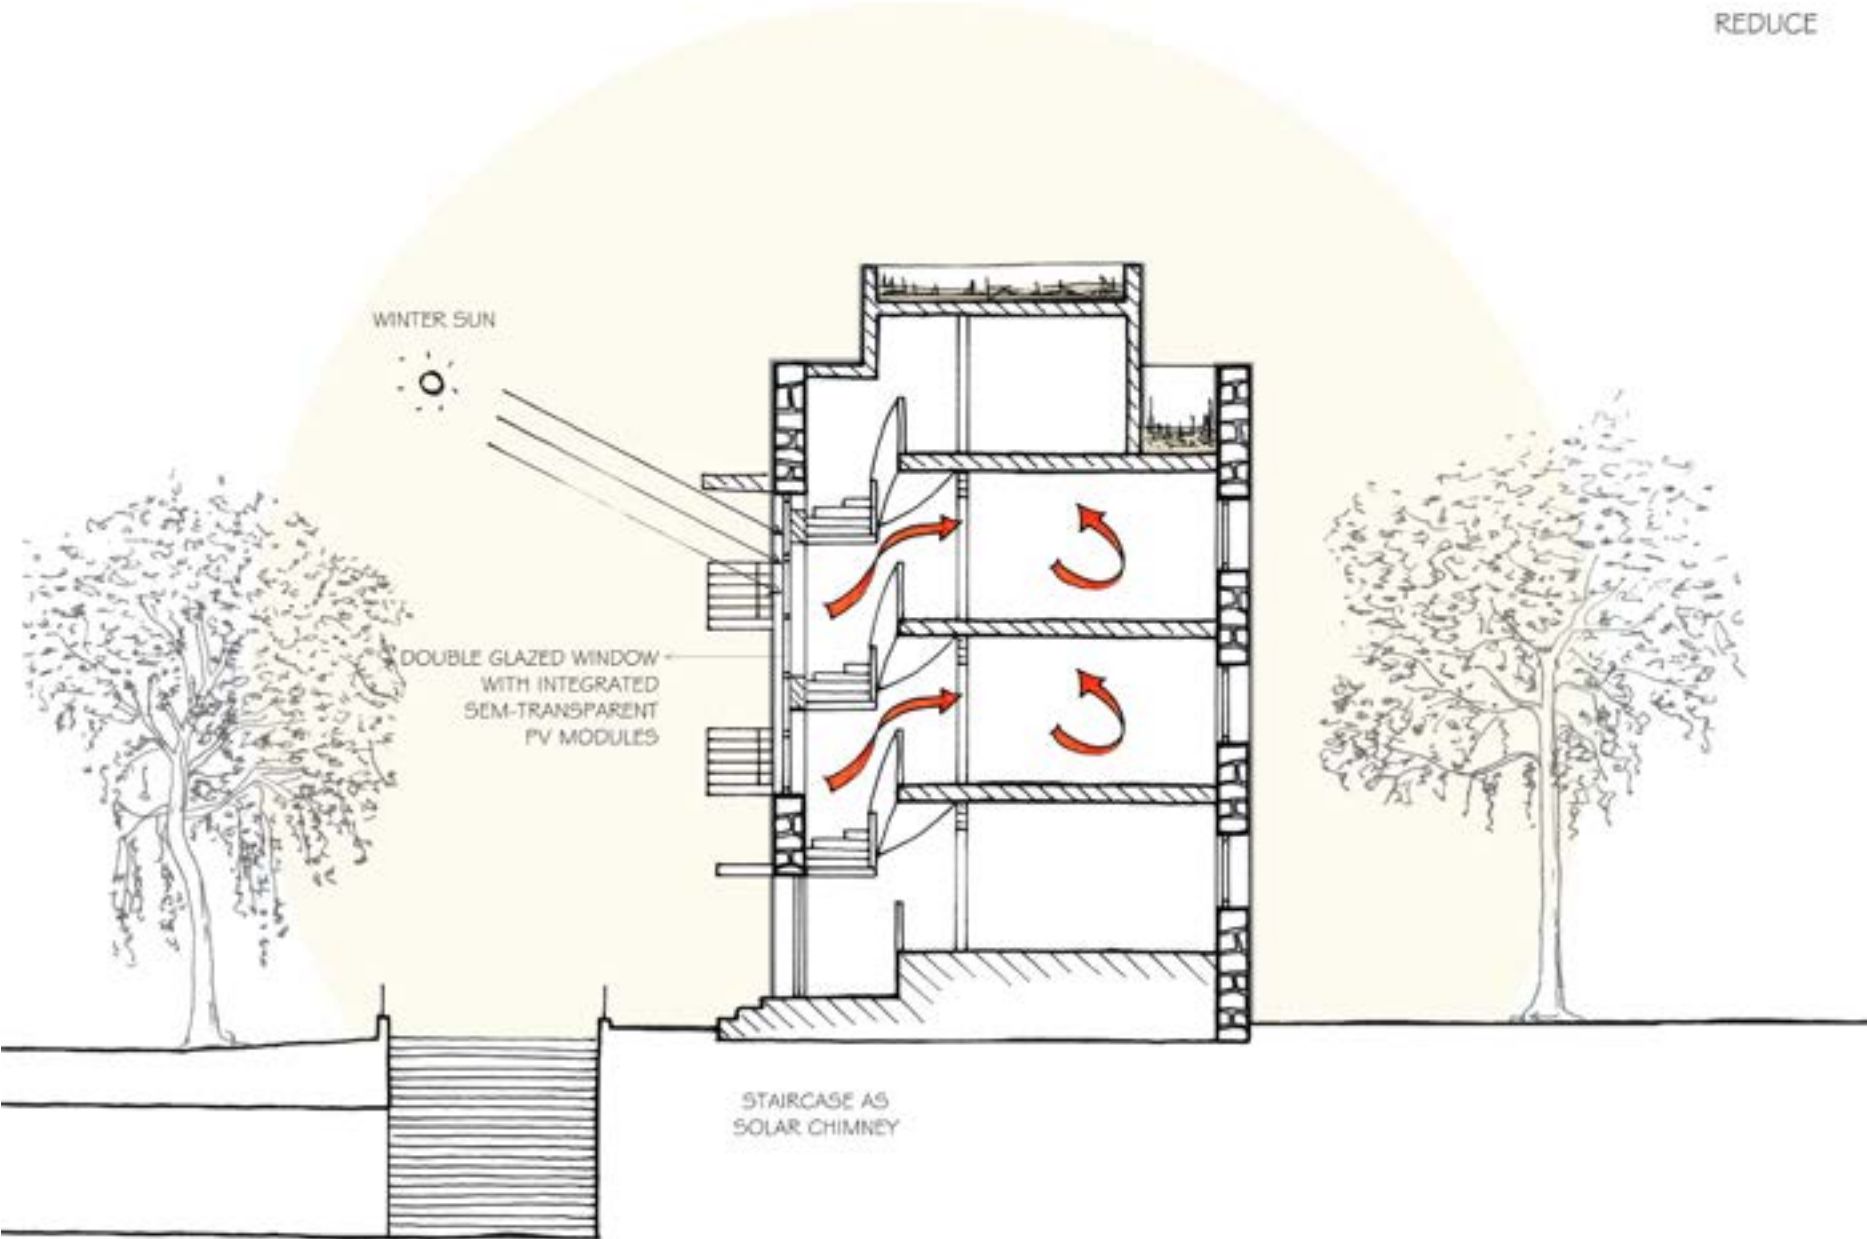 REDUCE
WINTER SUN
DOUBLE GLAZED WINDOW
WITH INTEGRATED
SEM-TRANSPARENT
PV MODULES
STAIRCASE AS
SOLAR CHIMNEY